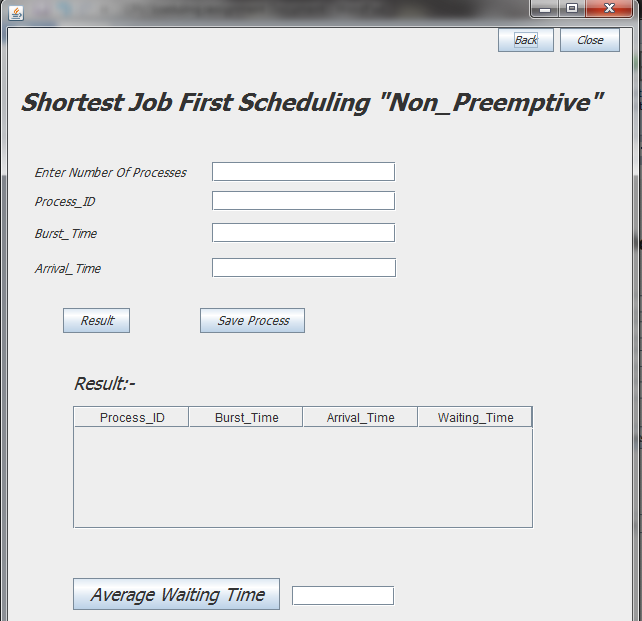 Back Close
Shortest Job First Scheduling "Non_Preemptive"
Enter Number Of Processes
Process_ID
Burst_Time
Arrival_Time
Result Save Process
Result:-
Process_ID Burst_Time Arrival_Time Waiting_Time
Average Waiting Time